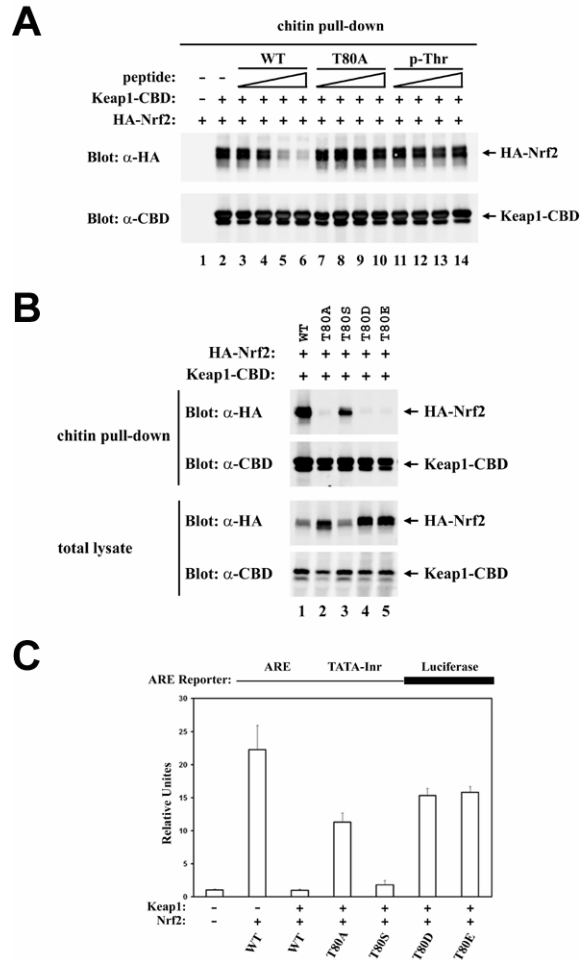 A
chitin pull-down
WT T80A p-Thr
peptide: – –
Keap1-CBD: – + + + + + + + + + + + + +
HA-Nrf2: + + + + + + + + + + + + + +
Blot: α-HA ← HA-Nrf2
Blot: α-CBD ← Keap1-CBD
1 2 3 4 5 6 7 8 9 10 11 12 13 14
B
WT T80A T80S T80D T80E
HA-Nrf2: + + + + +
Keap1-CBD: + + + + +
chitin pull-down
Blot: α-HA ← HA-Nrf2
Blot: α-CBD ← Keap1-CBD
total lysate
Blot: α-HA ← HA-Nrf2
Blot: α-CBD ← Keap1-CBD
1 2 3 4 5
C
ARE TATA-Inr Luciferase
ARE Reporter:
Relative Unites
30
25
20
15
10
5
0
Keap1: – – + + + + +
Nrf2: – + + + + + +
WT WT T80A T80S T80D T80E